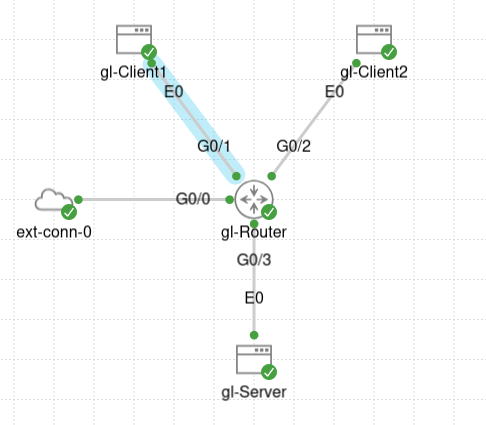 gl-Client1
gl-Client2
E0
E0
G0/1
G0/2
G0/0
ext-conn-0
gl-Router
G0/3
E0
gl-Server